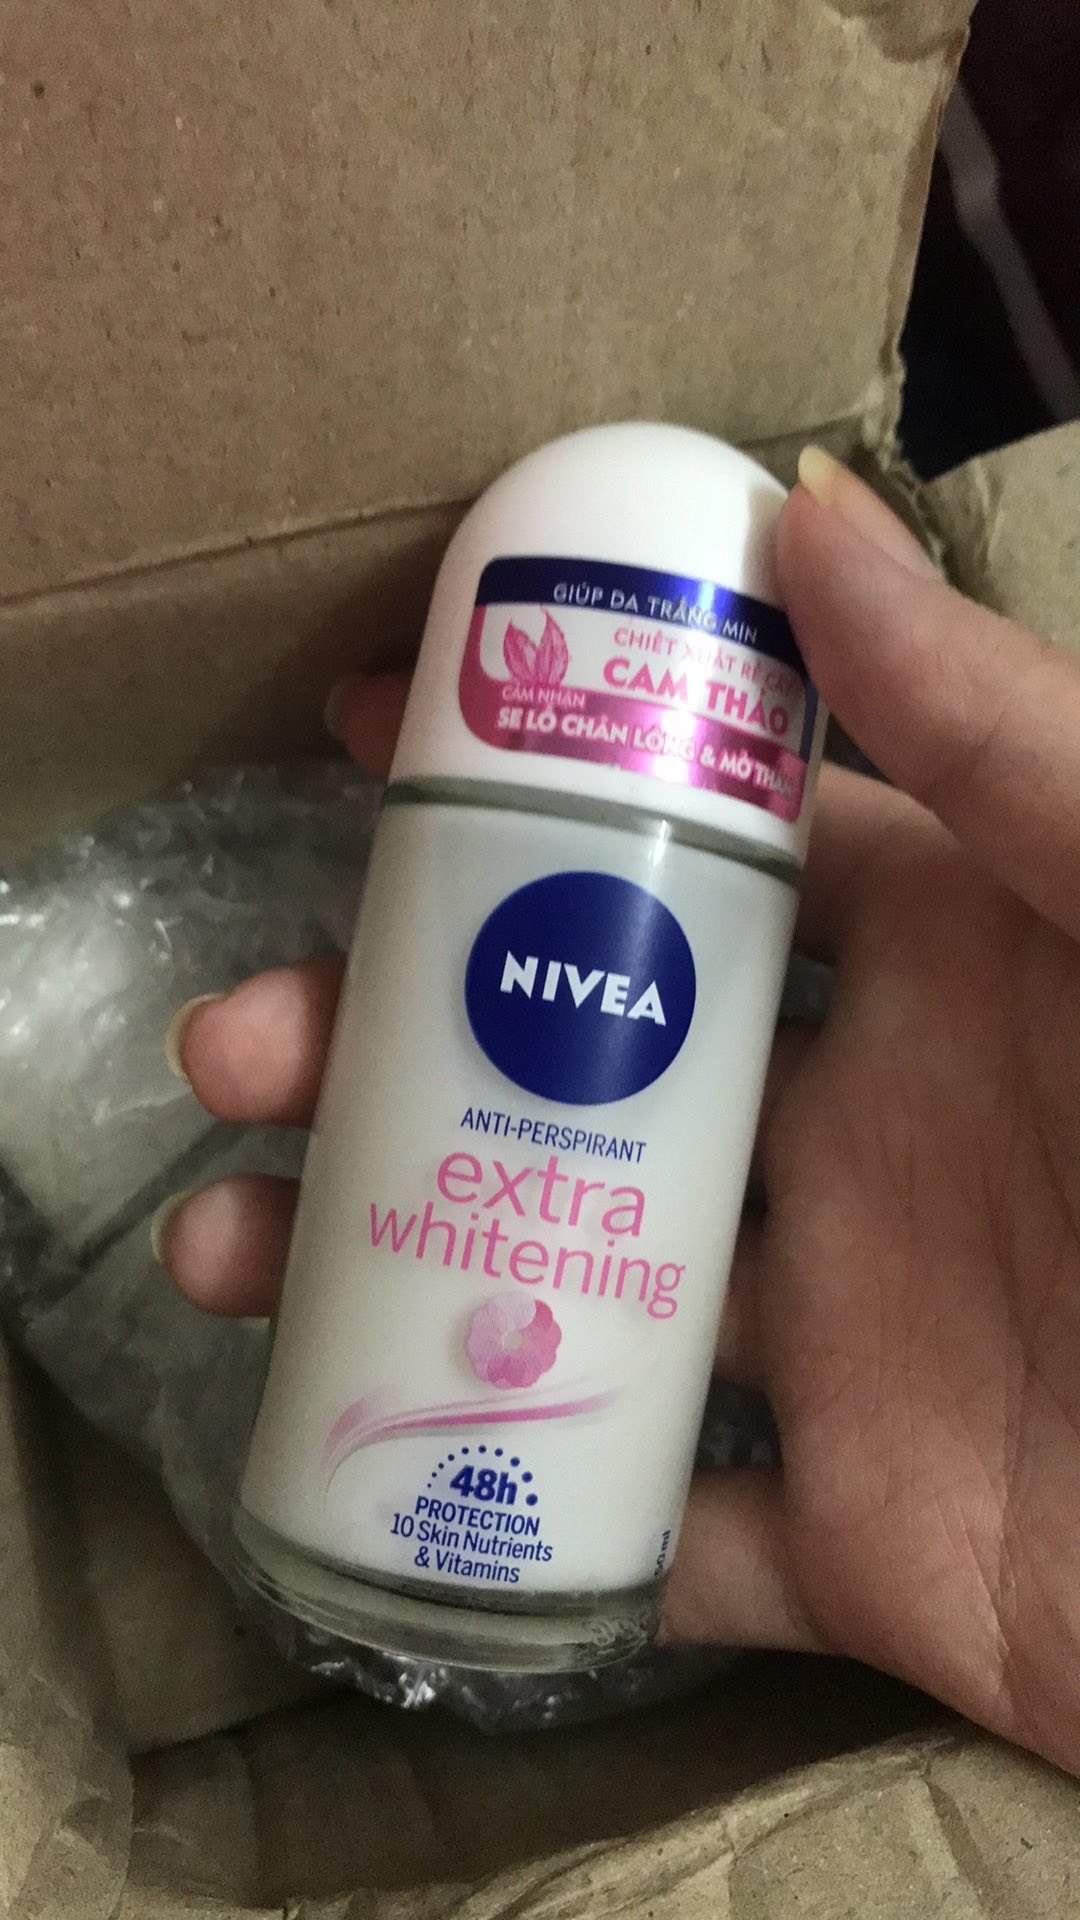 GIÚP DA TRẮNG MỊN
CHIẾT XUẤT RỄ CÂY
CAM THẢO
CẢM NHẬN
SE LỖ CHÂN LÔNG & MỜ THÂM
NIVEA
ANTI-PERSPIRANT
extra
whitening
48h
PROTECTION
10 Skin Nutrients
& Vitamins
50 ml